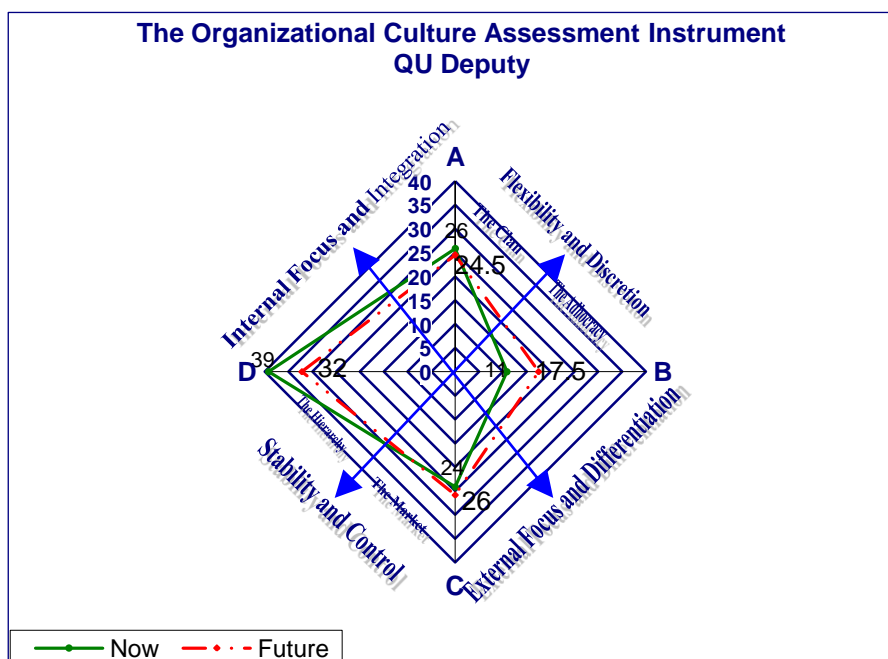 The Organizational Culture Assessment Instrument
QU Deputy
A
Internal Focus and Integration
Flexibility and Discretion
40
35
30
25
20
15
10
5
0
The Clan
26
24.5
The Adhocracy
39
D
32
11
17.5
B
The Hierarchy
24
26
The Market
Stability and Control
External Focus and Differentiation
C
Now
Future